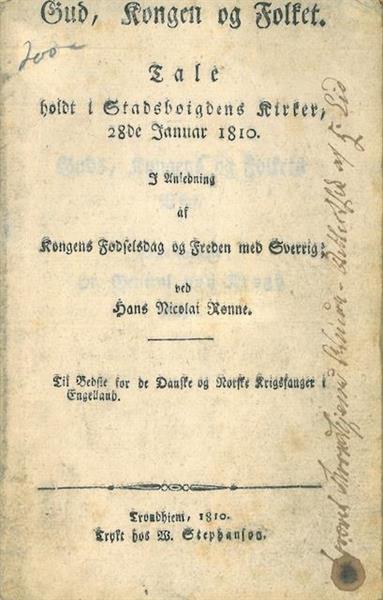 Gud, Kongen og Folket.
Tale
holdt i Stadsboigdens Kirker,
28de Januar 1810.
I Anledning
af
Kongens Fodselsdag og Freden med Sverrig;
ved
Hans Nicolai Rønne.
Til Bedste for de Danske og Norske Krigsfanger i
Engelland.
Trondhiem, 1810.
Trykt hos W. Stephanson.